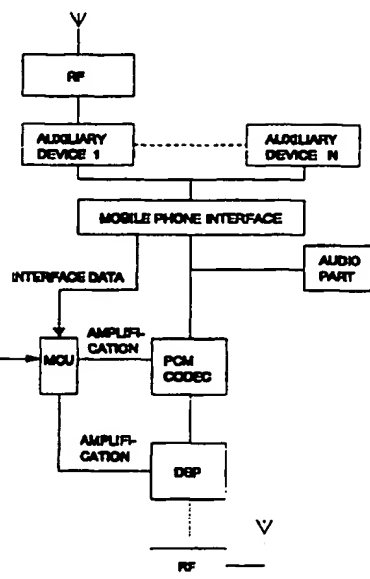 RF
AUXILIARY
DEVICE 1
AUXILIARY
DEVICE N
MOBILE PHONE INTERFACE
AUDIO
PART
INTERFACE DATA
AMPLIFI-
CATION
MCU
PCM
CODEC
AMPLIFI-
CATION
DSP
RF